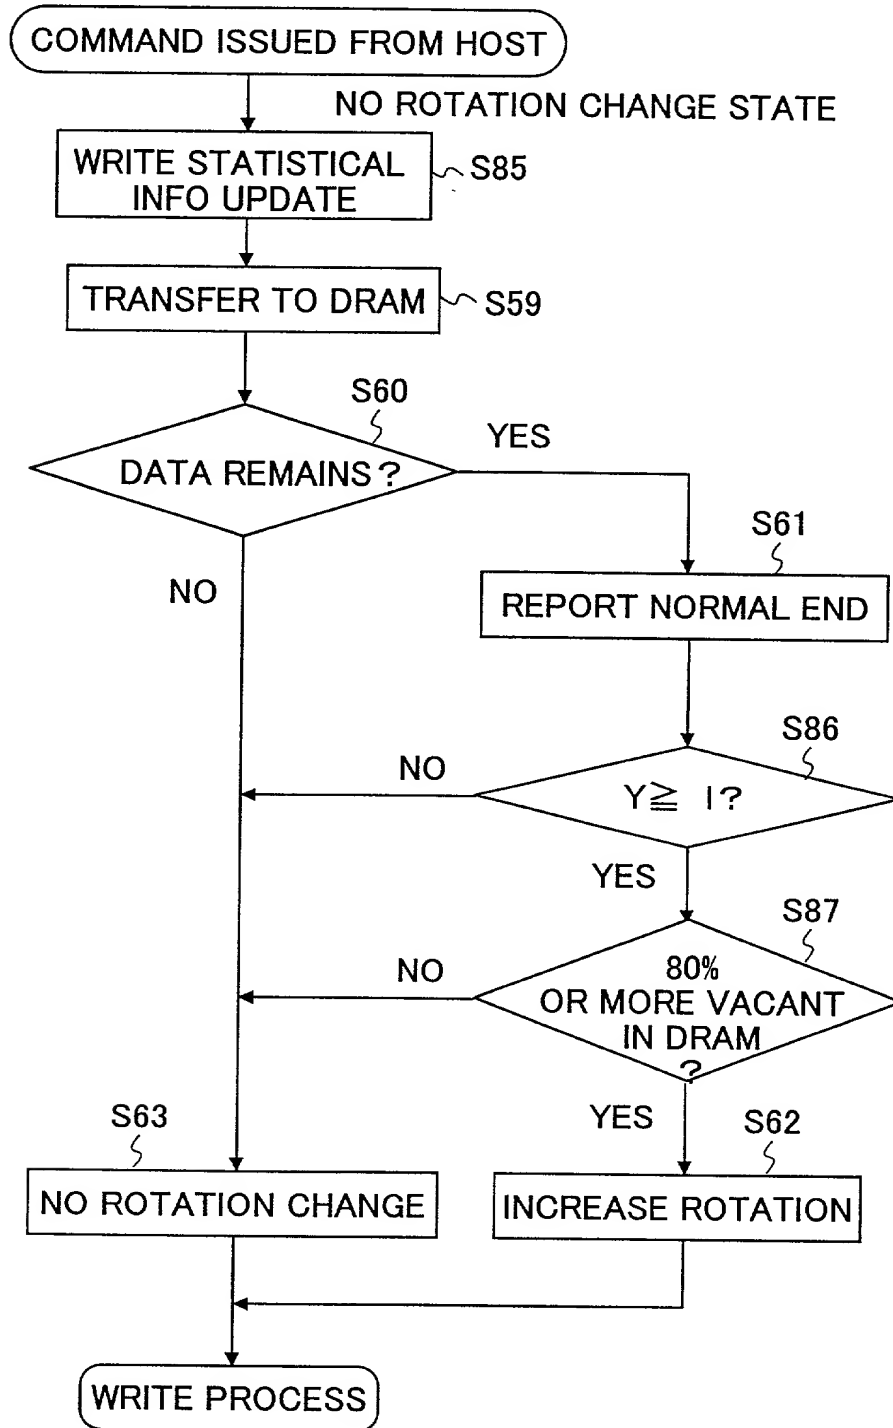 COMMAND ISSUED FROM HOST
NO ROTATION CHANGE STATE
WRITE STATISTICAL
INFO UPDATE
S85
TRANSFER TO DRAM
S59
S60
DATA REMAINS?
YES
NO
S61
REPORT NORMAL END
S86
Y≧ I?
NO
YES
S87
80%
OR MORE VACANT
IN DRAM
?
NO
YES
S63
NO ROTATION CHANGE
S62
INCREASE ROTATION
WRITE PROCESS